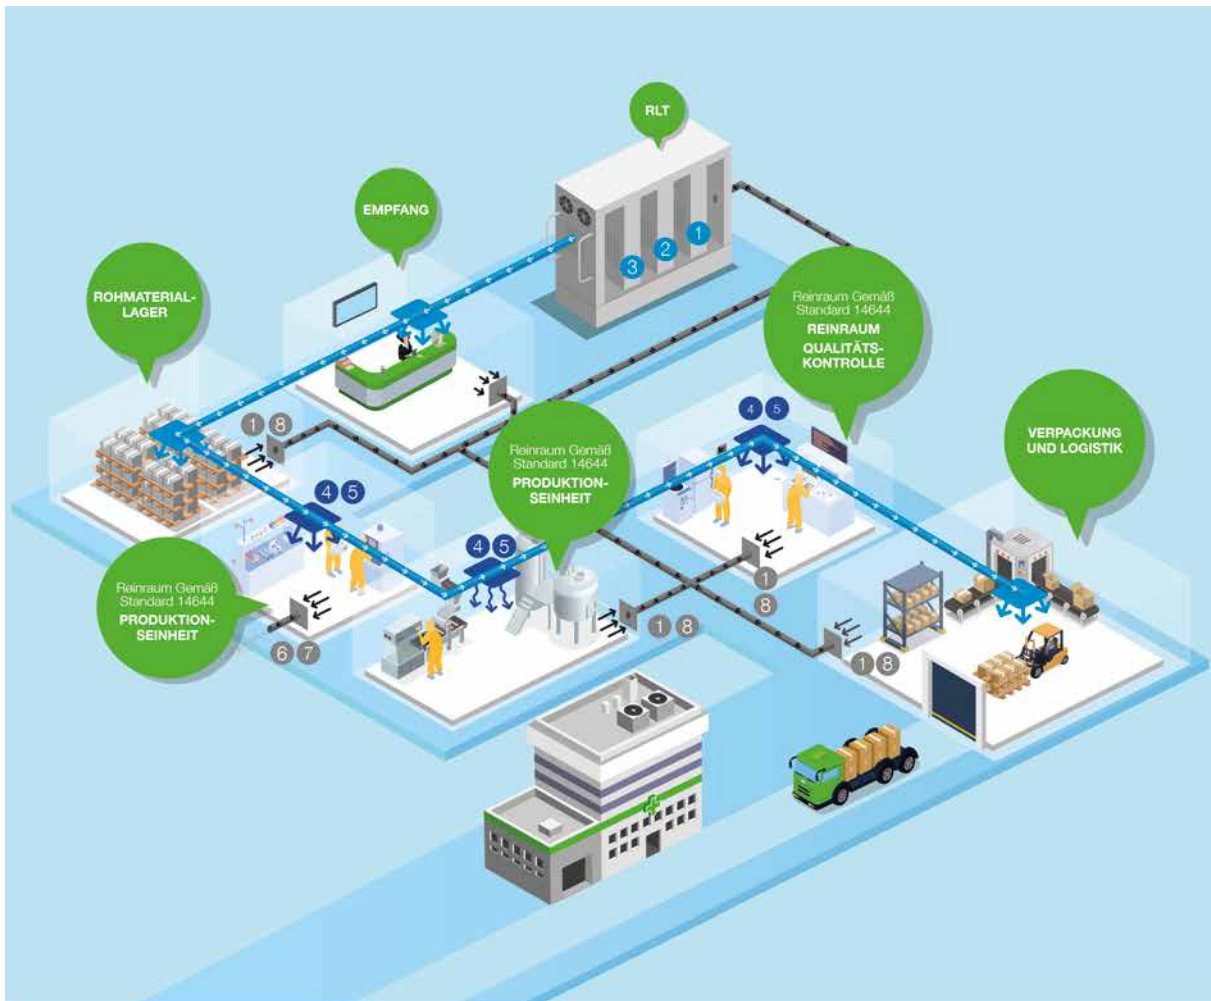 RLT
EMPFANG
ROHMATERIAL-
LAGER
1
2
3
Reinraum Gemäß
Standard 14644
REINRAUM
QUALITÄTS-
KONTROLLE
4 5
1 8
Reinraum Gemäß
Standard 14644
PRODUKTION-
SEINHEIT
VERPACKUNG
UND LOGISTIK
4 5
4 5
Reinraum Gemäß
Standard 14644
PRODUKTION-
SEINHEIT
6 7
1 8
1
8
1 8